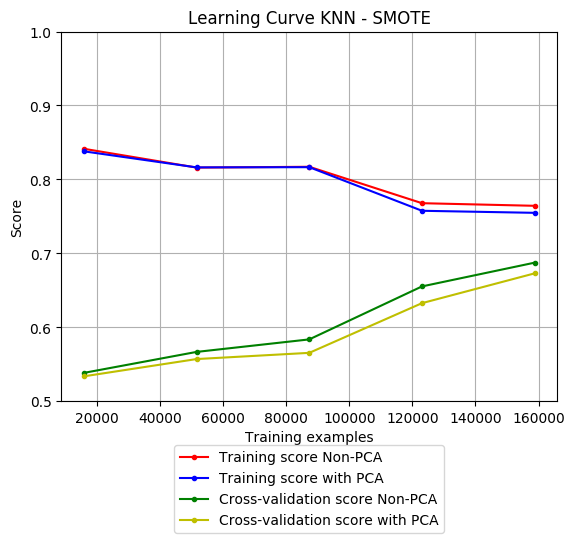 Learning Curve KNN - SMOTE
1.0
0.9
0.8
0.7
0.6
0.5
Score
20000 40000 60000 80000 100000 120000 140000 160000
Training examples
Training score Non-PCA
Training score with PCA
Cross-validation score Non-PCA
Cross-validation score with PCA